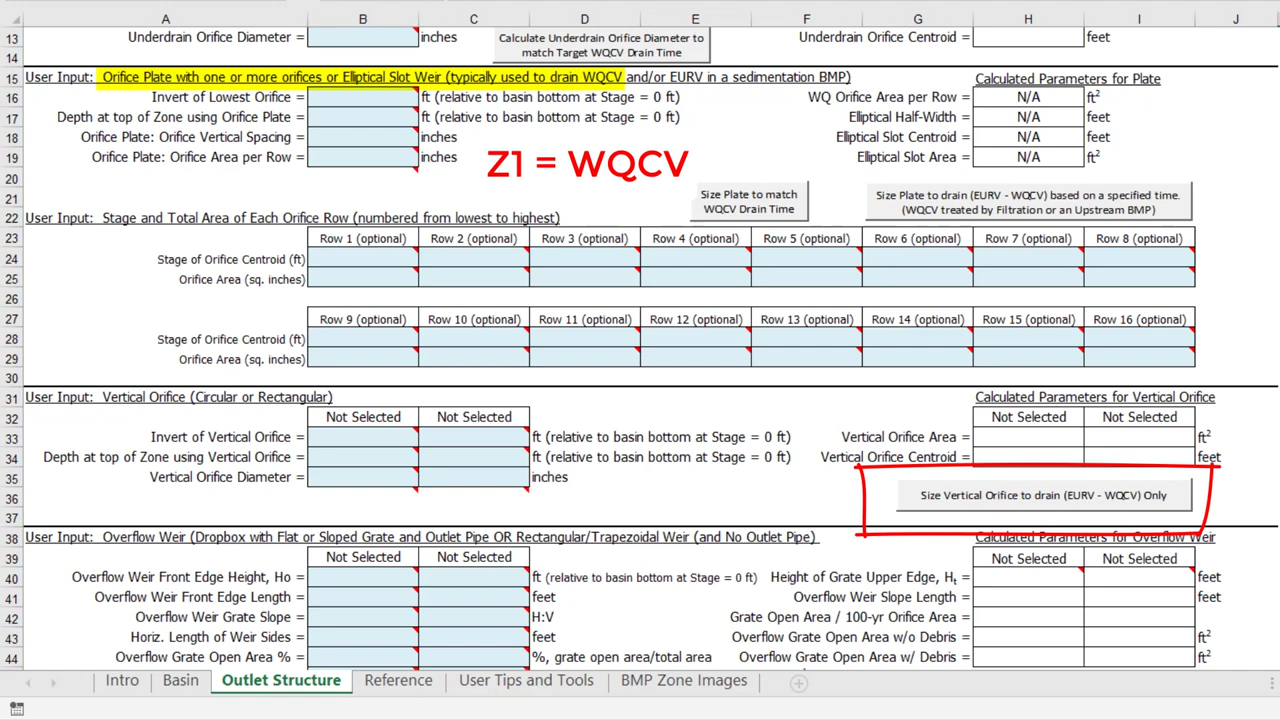 A B C D E F G H I J
13 Underdrain Orifice Diameter = inches Calculate Underdrain Orifice Diameter to match Target WQCV Drain Time Underdrain Orifice Centroid = feet
14
15 User Input: Orifice Plate with one or more orifices or Elliptical Slot Weir (typically used to drain WQCV and/or EURV in a sedimentation BMP) Calculated Parameters for Plate
16 Invert of Lowest Orifice = ft (relative to basin bottom at Stage = 0 ft) WQ Orifice Area per Row = N/A ft²
17 Depth at top of Zone using Orifice Plate = ft (relative to basin bottom at Stage = 0 ft) Elliptical Half-Width = N/A feet
18 Orifice Plate: Orifice Vertical Spacing = inches Elliptical Slot Centroid = N/A feet
19 Orifice Plate: Orifice Area per Row = inches Elliptical Slot Area = N/A ft²
Z1 = WQCV
20
21 Size Plate to match WQCV Drain Time Size Plate to drain (EURV - WQCV) based on a specified time. (WQCV treated by Filtration or an Upstream BMP)
22 User Input: Stage and Total Area of Each Orifice Row (numbered from lowest to highest)
23 Row 1 (optional) Row 2 (optional) Row 3 (optional) Row 4 (optional) Row 5 (optional) Row 6 (optional) Row 7 (optional) Row 8 (optional)
24 Stage of Orifice Centroid (ft)
25 Orifice Area (sq. inches)
26
27 Row 9 (optional) Row 10 (optional) Row 11 (optional) Row 12 (optional) Row 13 (optional) Row 14 (optional) Row 15 (optional) Row 16 (optional)
28 Stage of Orifice Centroid (ft)
29 Orifice Area (sq. inches)
30
31 User Input: Vertical Orifice (Circular or Rectangular) Calculated Parameters for Vertical Orifice
32 Not Selected Not Selected Not Selected Not Selected
33 Invert of Vertical Orifice = ft (relative to basin bottom at Stage = 0 ft) Vertical Orifice Area = ft²
34 Depth at top of Zone using Vertical Orifice = ft (relative to basin bottom at Stage = 0 ft) Vertical Orifice Centroid = feet
35 Vertical Orifice Diameter = inches
36 Size Vertical Orifice to drain (EURV - WQCV) Only
37
38 User Input: Overflow Weir (Dropbox with Flat or Sloped Grate and Outlet Pipe OR Rectangular/Trapezoidal Weir (and No Outlet Pipe) Calculated Parameters for Overflow Weir
39 Not Selected Not Selected Not Selected Not Selected
40 Overflow Weir Front Edge Height, Ho = ft (relative to basin bottom at Stage = 0 ft) Height of Grate Upper Edge, Hₜ = feet
41 Overflow Weir Front Edge Length = feet Overflow Weir Slope Length = feet
42 Overflow Weir Grate Slope = H:V Grate Open Area / 100-yr Orifice Area =
43 Horiz. Length of Weir Sides = feet Overflow Grate Open Area w/o Debris = ft²
44 Overflow Grate Open Area % = %, grate open area/total area Overflow Grate Open Area w/ Debris = ft²
Intro Basin Outlet Structure Reference User Tips and Tools BMP Zone Images